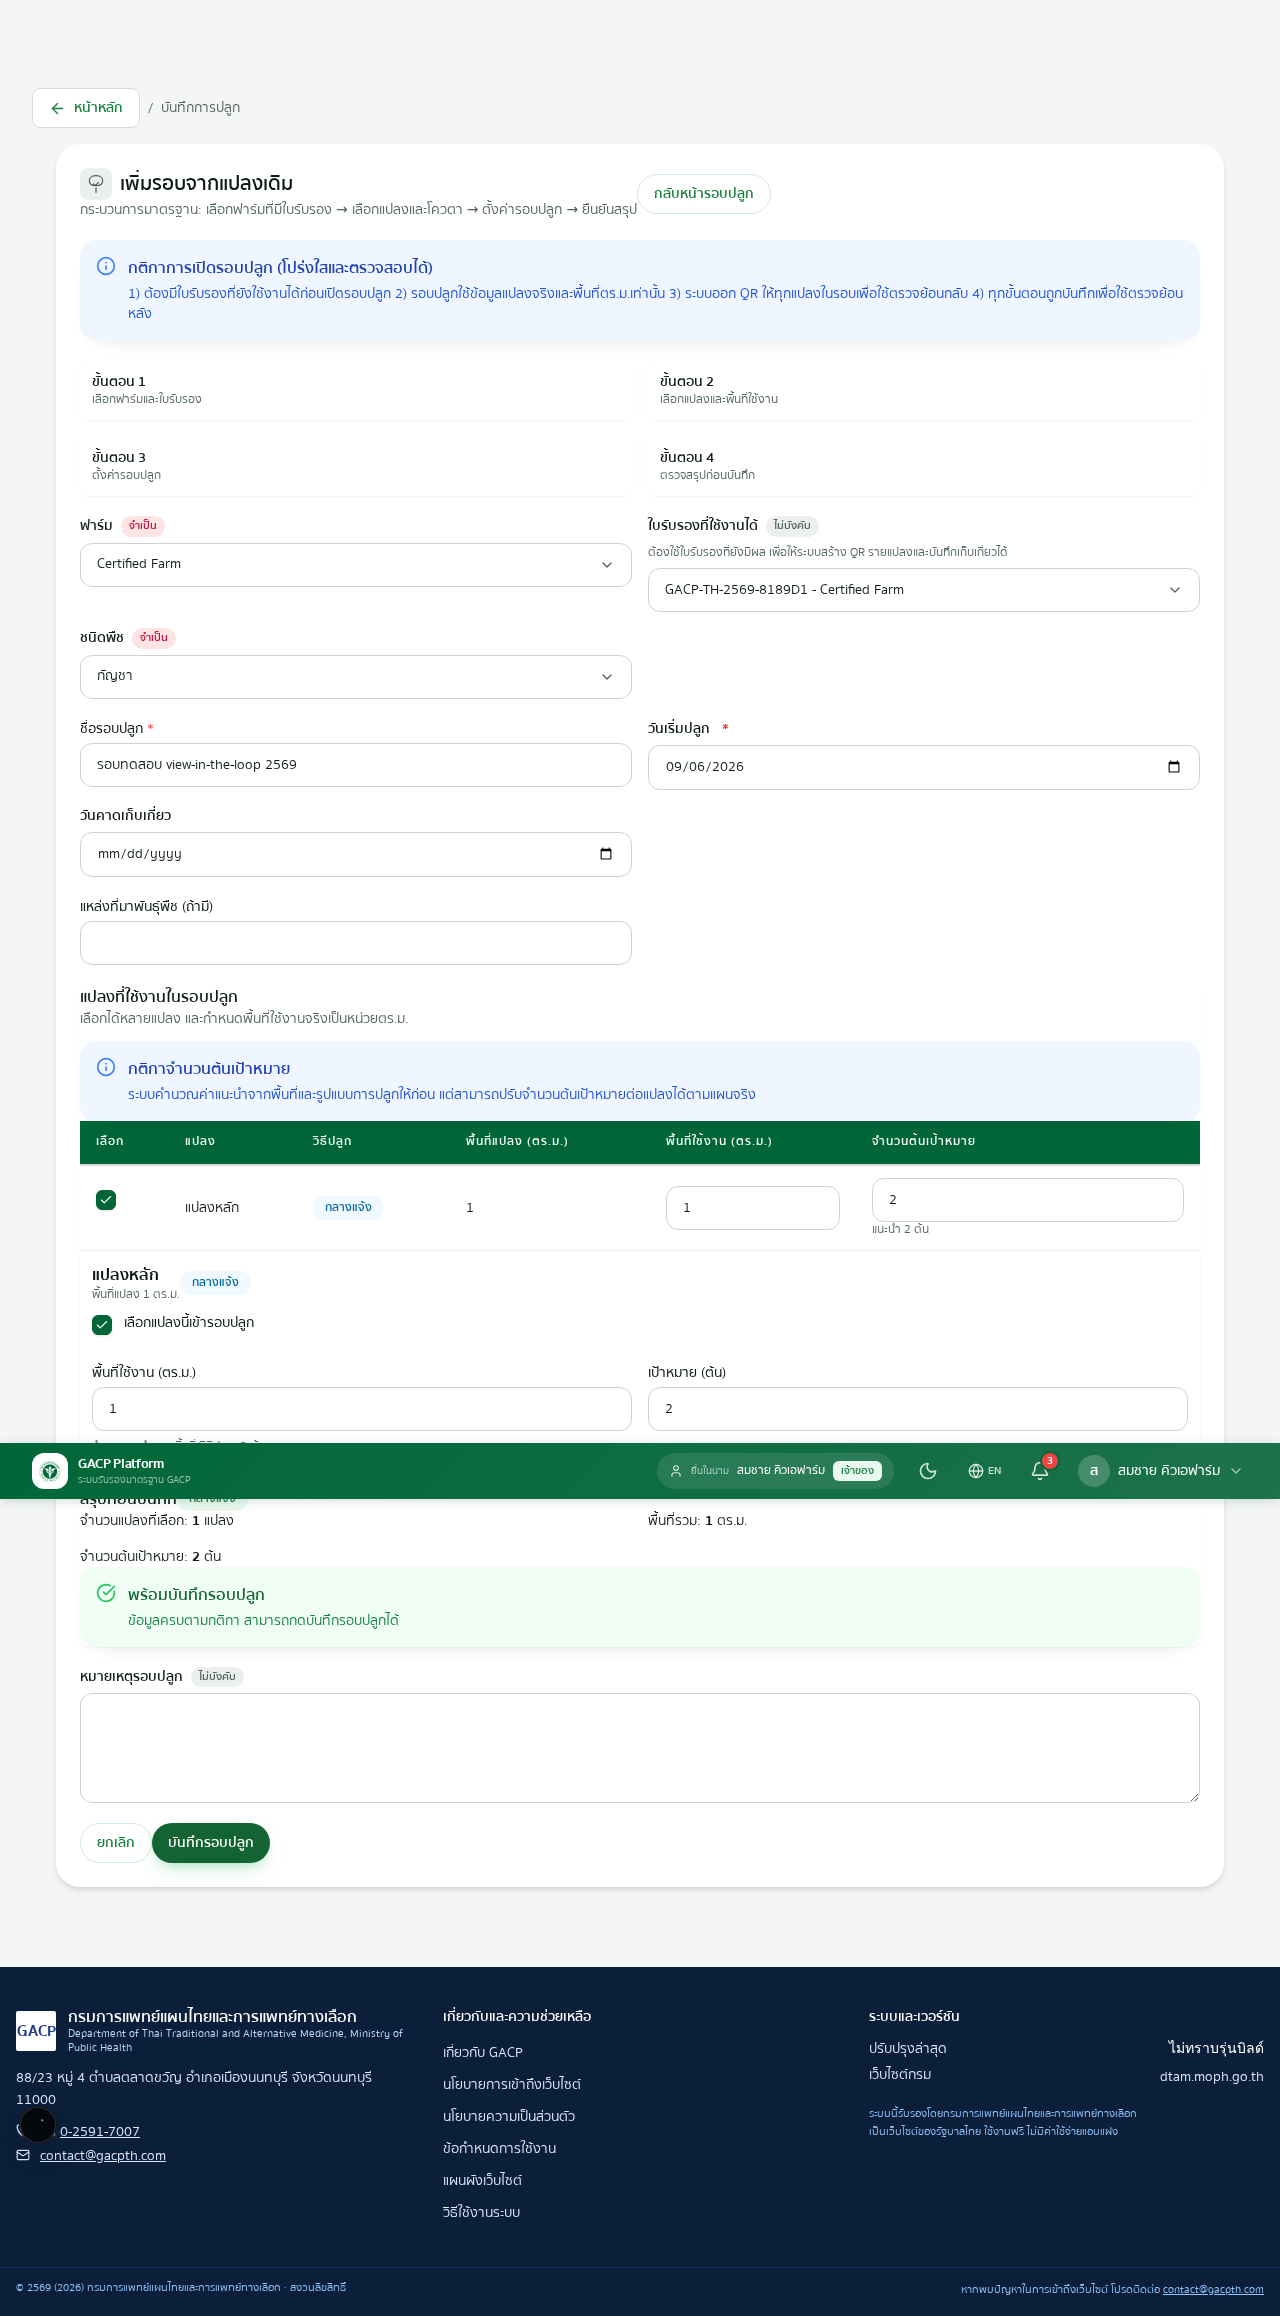 หน้าหลัก / บันทึกการปลูก
เพิ่มรอบจากแปลงเดิม
กระบวนการมาตรฐาน: เลือกฟาร์มที่มีใบรับรอง → เลือกแปลงและโควตา → ตั้งค่ารอบปลูก → ยืนยันสรุป
กลับหน้ารอบปลูก
กติกาการเปิดรอบปลูก (โปร่งใสและตรวจสอบได้)
1) ต้องมีใบรับรองที่ยังใช้งานได้ก่อนเปิดรอบปลูก 2) รอบปลูกใช้ข้อมูลแปลงจริงและพื้นที่ตร.ม.เท่านั้น 3) ระบบออก QR ให้ทุกแปลงในรอบเพื่อใช้ตรวจย้อนกลับ 4) ทุกขั้นตอนถูกบันทึกเพื่อใช้ตรวจย้อน
หลัง
ขั้นตอน 1
เลือกฟาร์มและใบรับรอง
ขั้นตอน 2
เลือกแปลงและพื้นที่ใช้งาน
ขั้นตอน 3
ตั้งค่ารอบปลูก
ขั้นตอน 4
ตรวจสรุปก่อนบันทึก
ฟาร์ม จำเป็น
Certified Farm
ใบรับรองที่ใช้งานได้ ไม่บังคับ
ต้องใช้ใบรับรองที่ยังมีผล เพื่อให้ระบบสร้าง QR รายแปลงและบันทึกเก็บเกี่ยวได้
GACP-TH-2569-8189D1 - Certified Farm
ชนิดพืช จำเป็น
กัญชา
ชื่อรอบปลูก *
รอบทดสอบ view-in-the-loop 2569
วันเริ่มปลูก *
09/06/2026
วันคาดเก็บเกี่ยว
mm/dd/yyyy
แหล่งที่มาพันธุ์พืช (ถ้ามี)
แปลงที่ใช้งานในรอบปลูก
เลือกได้หลายแปลง และกำหนดพื้นที่ใช้งานจริงเป็นหน่วยตร.ม.
กติกาจำนวนต้นเป้าหมาย
ระบบคำนวณค่าแนะนำจากพื้นที่และรูปแบบการปลูกให้ก่อน แต่สามารถปรับจำนวนต้นเป้าหมายต่อแปลงได้ตามแผนจริง
เลือก แปลง วิธีปลูก พื้นที่แปลง (ตร.ม.) พื้นที่ใช้งาน (ตร.ม.) จำนวนต้นเป้าหมาย
แปลงหลัก กลางแจ้ง 1 1 2
แนะนำ 2 ต้น
แปลงหลัก กลางแจ้ง
พื้นที่แปลง 1 ตร.ม.
เลือกแปลงนี้เข้ารอบปลูก
พื้นที่ใช้งาน (ตร.ม.)
1
เป้าหมาย (ต้น)
2
GACP Platform
ระบบรับรองมาตรฐาน GACP
ยื่นในนาม สมชาย คิวเอฟาร์ม เจ้าของ EN 3 ส สมชาย คิวเอฟาร์ม
จำนวนแปลงที่เลือก: 1 แปลง
พื้นที่รวม: 1 ตร.ม.
จำนวนต้นเป้าหมาย: 2 ต้น
พร้อมบันทึกรอบปลูก
ข้อมูลครบตามกติกา สามารถกดบันทึกรอบปลูกได้
หมายเหตุรอบปลูก ไม่บังคับ
ยกเลิก บันทึกรอบปลูก
GACP
กรมการแพทย์แผนไทยและการแพทย์ทางเลือก
Department of Thai Traditional and Alternative Medicine, Ministry of
Public Health
88/23 หมู่ 4 ตำบลตลาดขวัญ อำเภอเมืองนนทบุรี จังหวัดนนทบุรี
11000
0-2591-7007
contact@gacpth.com
เกี่ยวกับและความช่วยเหลือ
เกี่ยวกับ GACP
นโยบายการเข้าถึงเว็บไซต์
นโยบายความเป็นส่วนตัว
ข้อกำหนดการใช้งาน
แผนผังเว็บไซต์
วิธีใช้งานระบบ
ระบบและเวอร์ชัน
ปรับปรุงล่าสุด ไม่ทราบรุ่นบิลด์
เว็บไซต์กรม dtam.moph.go.th
ระบบนี้รับรองโดยกรมการแพทย์แผนไทยและการแพทย์ทางเลือก
เป็นเว็บไซต์ของรัฐบาลไทย ใช้งานฟรี ไม่มีค่าใช้จ่ายแอบแฝง
© 2569 (2026) กรมการแพทย์แผนไทยและการแพทย์ทางเลือก · สงวนลิขสิทธิ์
หากพบปัญหาในการเข้าถึงเว็บไซต์ โปรดติดต่อ contact@gacpth.com